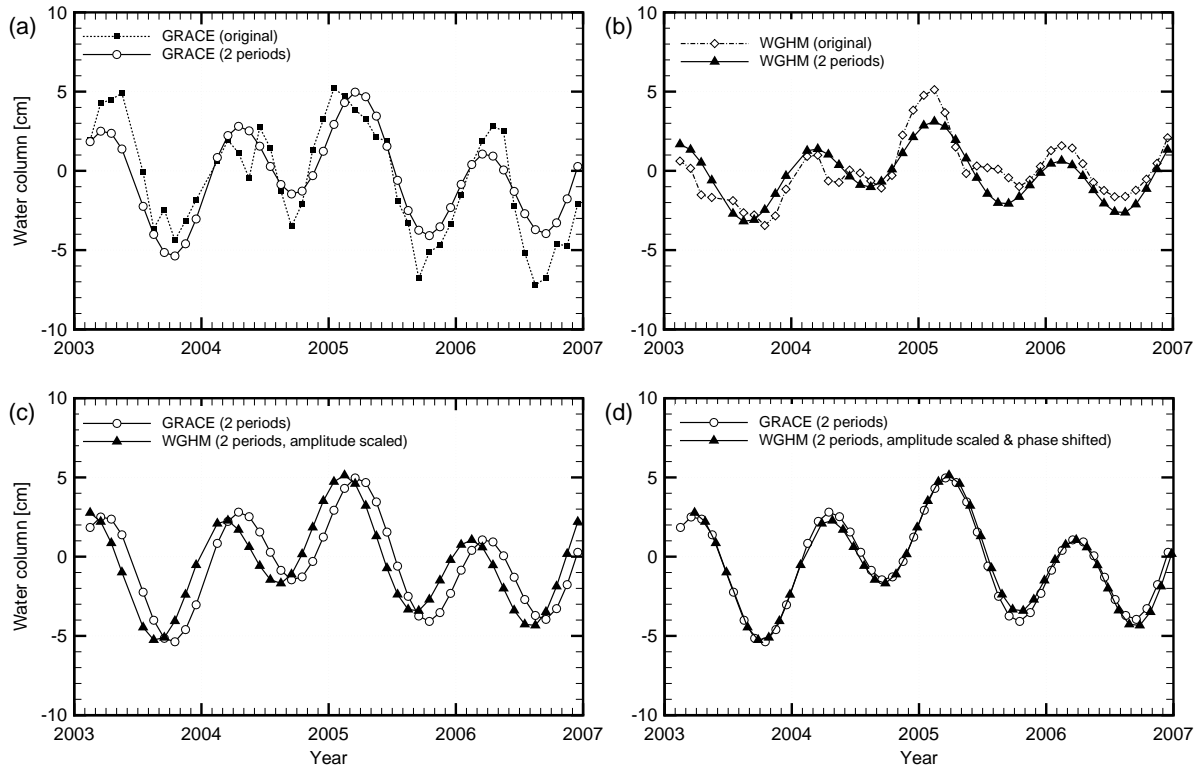 (a)
GRACE (original)
GRACE (2 periods)
Water column [cm]
10
5
0
-5
-10
2003 2004 2005 2006 2007
(b)
WGHM (original)
WGHM (2 periods)
10
5
0
-5
-10
2003 2004 2005 2006 2007
(c)
GRACE (2 periods)
WGHM (2 periods, amplitude scaled)
Water column [cm]
10
5
0
-5
-10
2003 2004 2005 2006 2007
Year
(d)
GRACE (2 periods)
WGHM (2 periods, amplitude scaled & phase shifted)
10
5
0
-5
-10
2003 2004 2005 2006 2007
Year